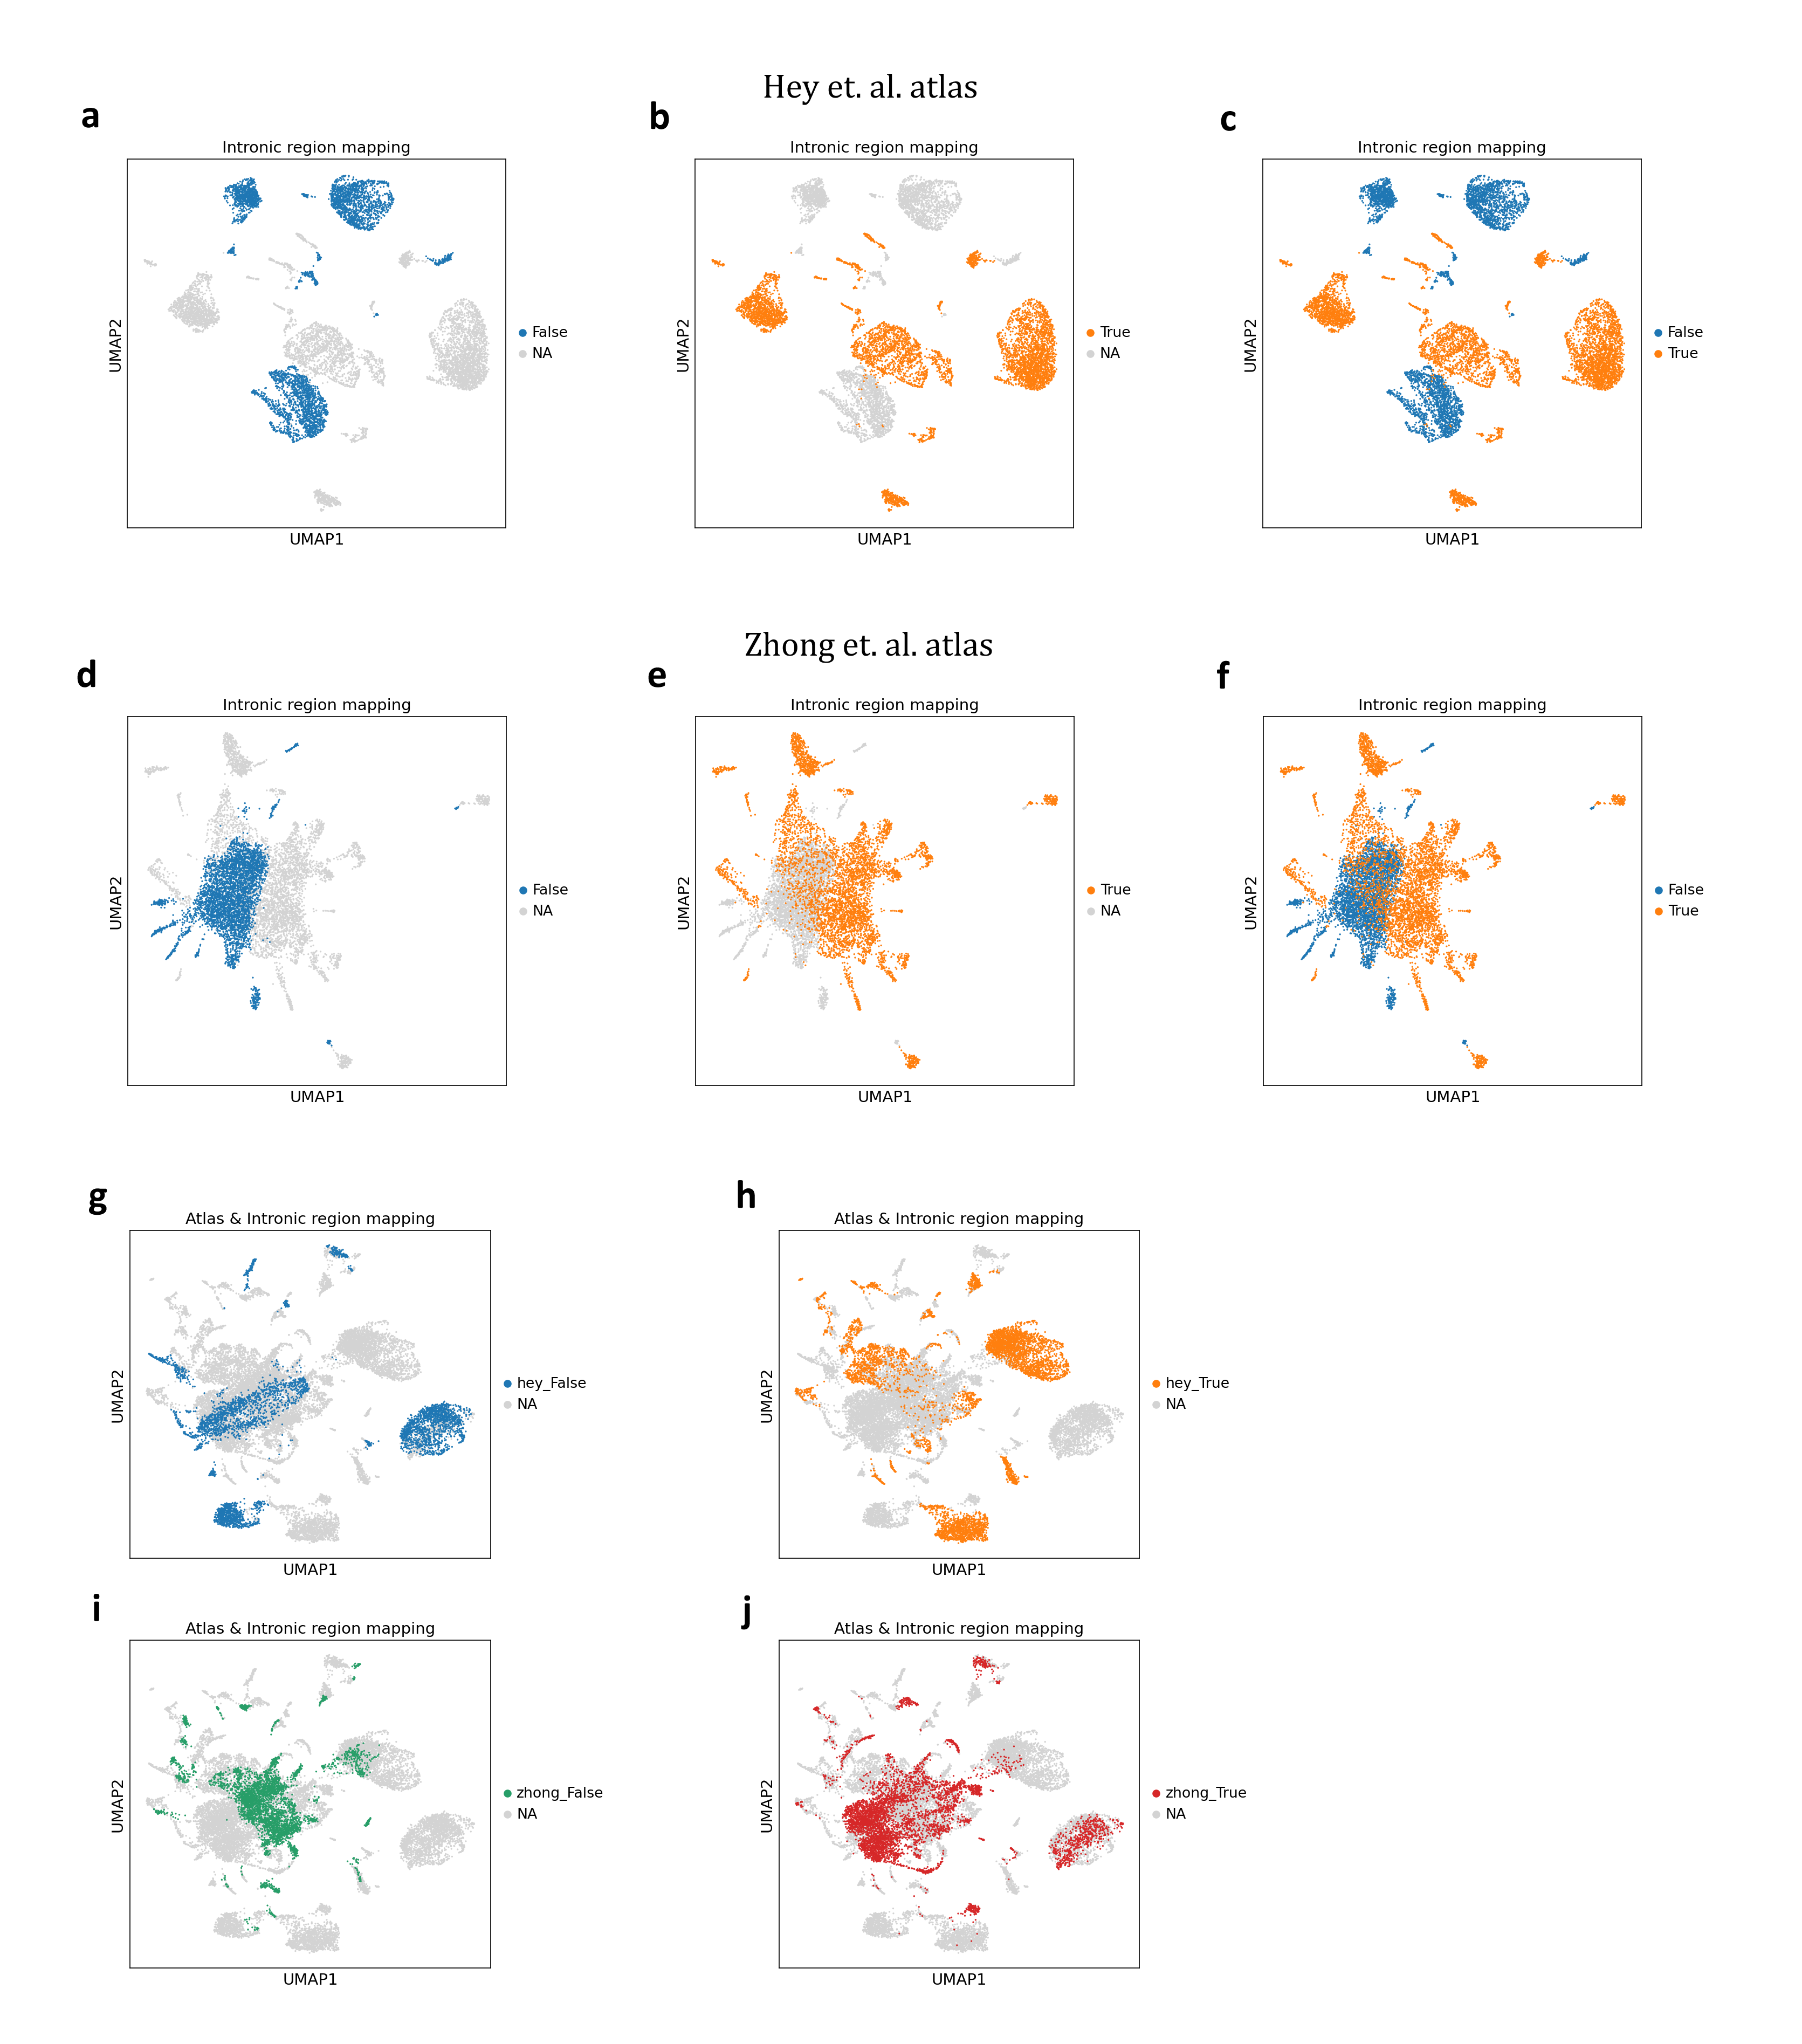 Hey et. al. atlas
a
b
c
Intronic region mapping
Intronic region mapping
Intronic region mapping
UMAP2
False
NA
UMAP1
UMAP2
True
NA
UMAP1
UMAP2
False
True
UMAP1
Zhong et. al. atlas
d
e
f
Intronic region mapping
Intronic region mapping
Intronic region mapping
UMAP2
False
NA
UMAP1
UMAP2
True
NA
UMAP1
UMAP2
False
True
UMAP1
g
h
Atlas & Intronic region mapping
Atlas & Intronic region mapping
UMAP2
hey_False
NA
UMAP1
UMAP2
hey_True
NA
UMAP1
i
j
Atlas & Intronic region mapping
Atlas & Intronic region mapping
UMAP2
zhong_False
NA
UMAP1
UMAP2
zhong_True
NA
UMAP1